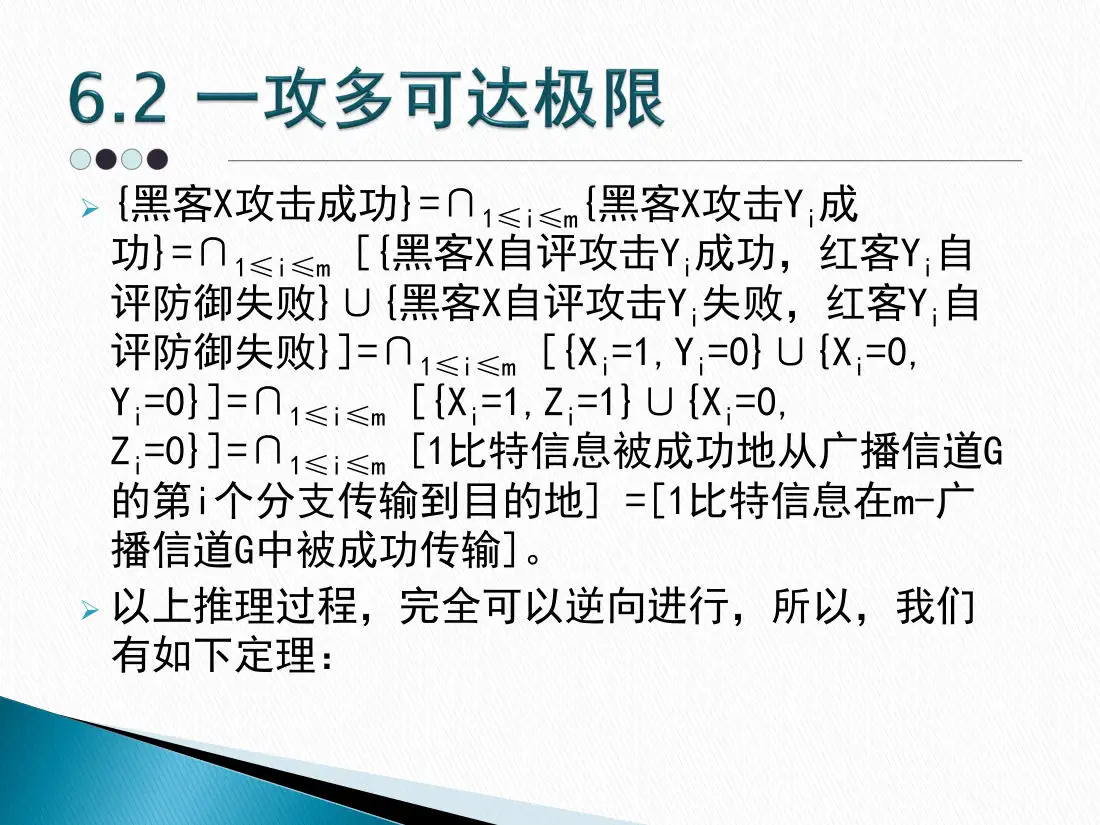 6.2 一攻多可达极限
{黑客X攻击成功}=∩1≤i≤m{黑客X攻击Yi成
功}=∩1≤i≤m [{黑客X自评攻击Yi成功，红客Yi自
评防御失败}∪{黑客X自评攻击Yi失败，红客Yi自
评防御失败}]=∩1≤i≤m [{Xi=1,Yi=0}∪{Xi=0,
Yi=0}]=∩1≤i≤m [{Xi=1,Zi=1}∪{Xi=0,
Zi=0}]=∩1≤i≤m [1比特信息被成功地从广播信道G
的第i个分支传输到目的地] =[1比特信息在m-广
播信道G中被成功传输]。
以上推理过程，完全可以逆向进行，所以，我们
有如下定理：